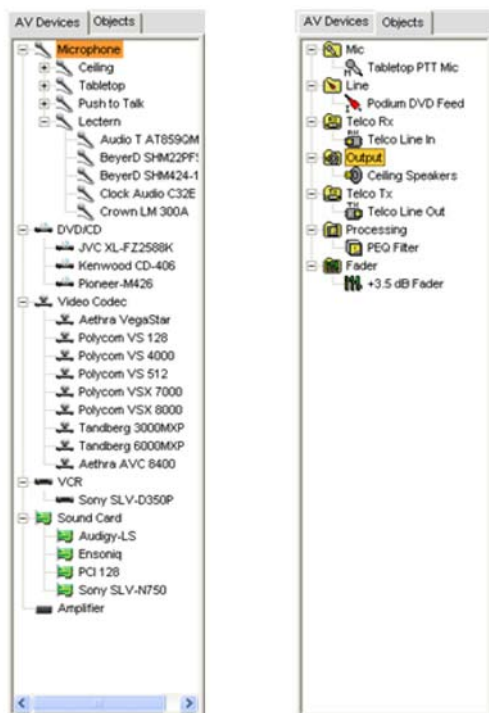 AV Devices Objects
Microphone
Ceiling
Tabletop
Push to Talk
Lectern
Audio T AT859QM
BeyerD SHM22PF
BeyerD SHM424-1
Clock Audio C32E
Crown LM 300A
DVD/CD
JVC XL-FZ2588K
Kenwood CD-406
Pioneer-M426
Video Codec
Aethra VegaStar
Polycom VS 128
Polycom VS 4000
Polycom VS 512
Polycom VSX 7000
Polycom VSX 8000
Tandberg 3000MXP
Tandberg 6000MXP
Aethra AVC 8400
VCR
Sony SLV-D350P
Sound Card
Audigy-LS
Ensoniq
PCI 128
Sony SLV-N750
Amplifier
AV Devices Objects
Mic
Tabletop PTT Mic
Line
Podium DVD Feed
Telco Rx
Telco Line In
Output
Ceiling Speakers
Telco Tx
Telco Line Out
Processing
PEQ Filter
Fader
+3.5 dB Fader